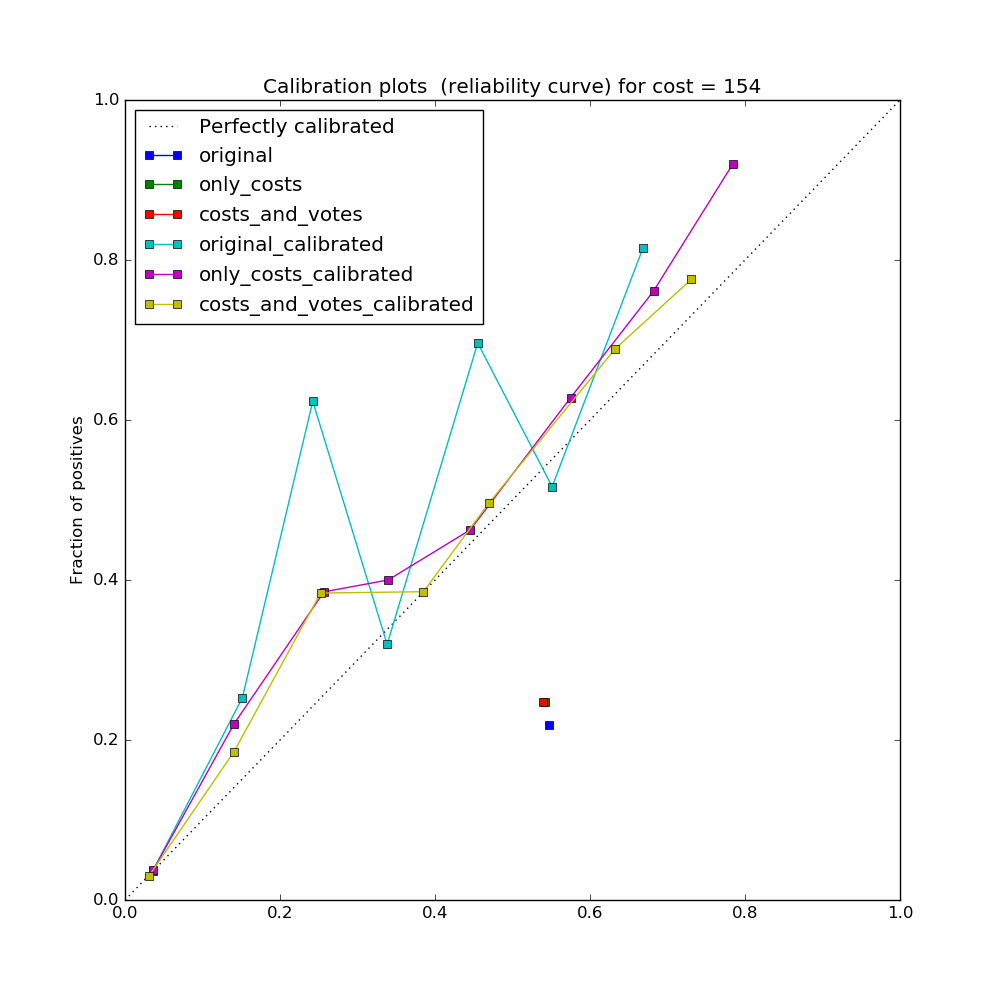 Calibration plots  (reliability curve) for cost = 154
1.0
Perfectly calibrated
original
only_costs
costs_and_votes
original_calibrated
only_costs_calibrated
costs_and_votes_calibrated
0.8
0.6
Fraction of positives
0.4
0.2
0.0
0.0 0.2 0.4 0.6 0.8 1.0